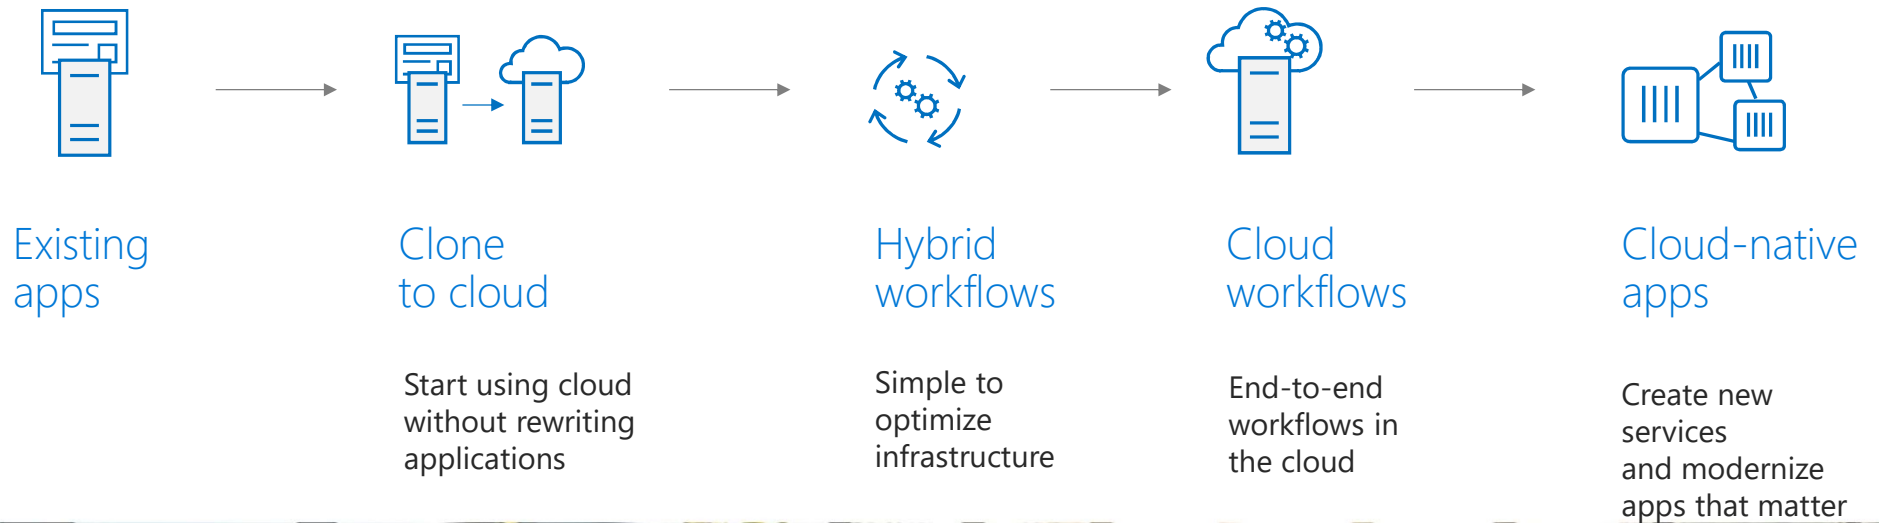 Existing
apps
Clone
to cloud
Start using cloud
without rewriting
applications
Hybrid
workflows
Simple to
optimize
infrastructure
Cloud
workflows
End-to-end
workflows in
the cloud
Cloud-native
apps
Create new
services
and modernize
apps that matter